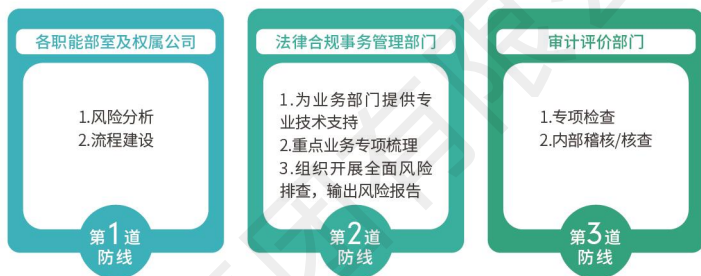 各职能部室及权属公司
1.风险分析
2.流程建设
第1道
防线
法律合规事务管理部门
1.为业务部门提供专
业技术支持
2.重点业务专项梳理
3.组织开展全面风险
排查，输出风险报告
第2道
防线
审计评价部门
1.专项检查
2.内部稽核/核查
第3道
防线